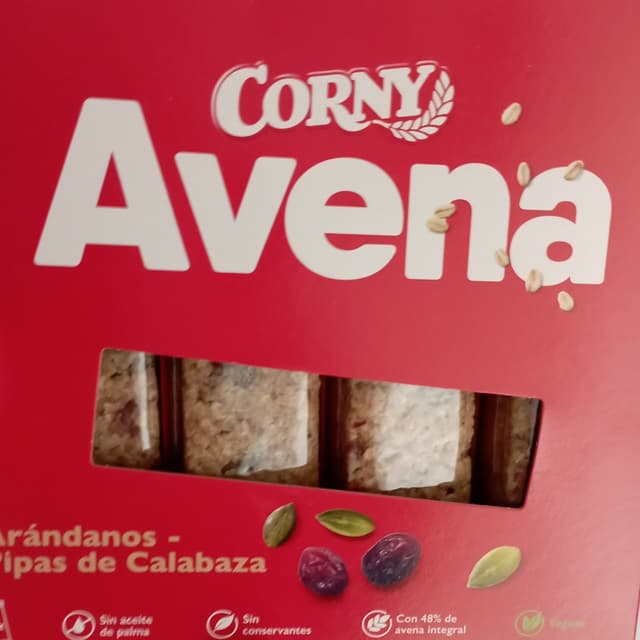 CORNY
Avena
Arándanos -
Pipas de Calabaza
Sin aceite
de palma
Sin
conservantes
Con 48% de
avena integral